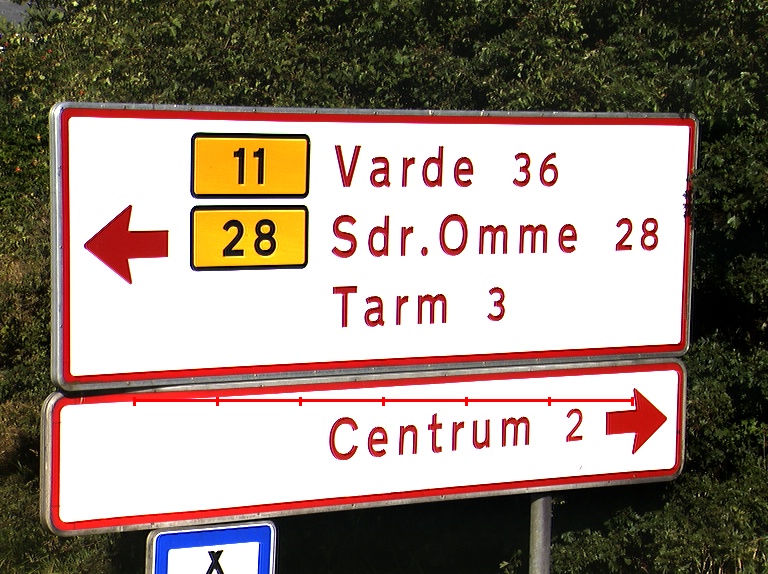 11 Varde 36
28 Sdr.Omme 28
Tarm 3
Centrum 2
X